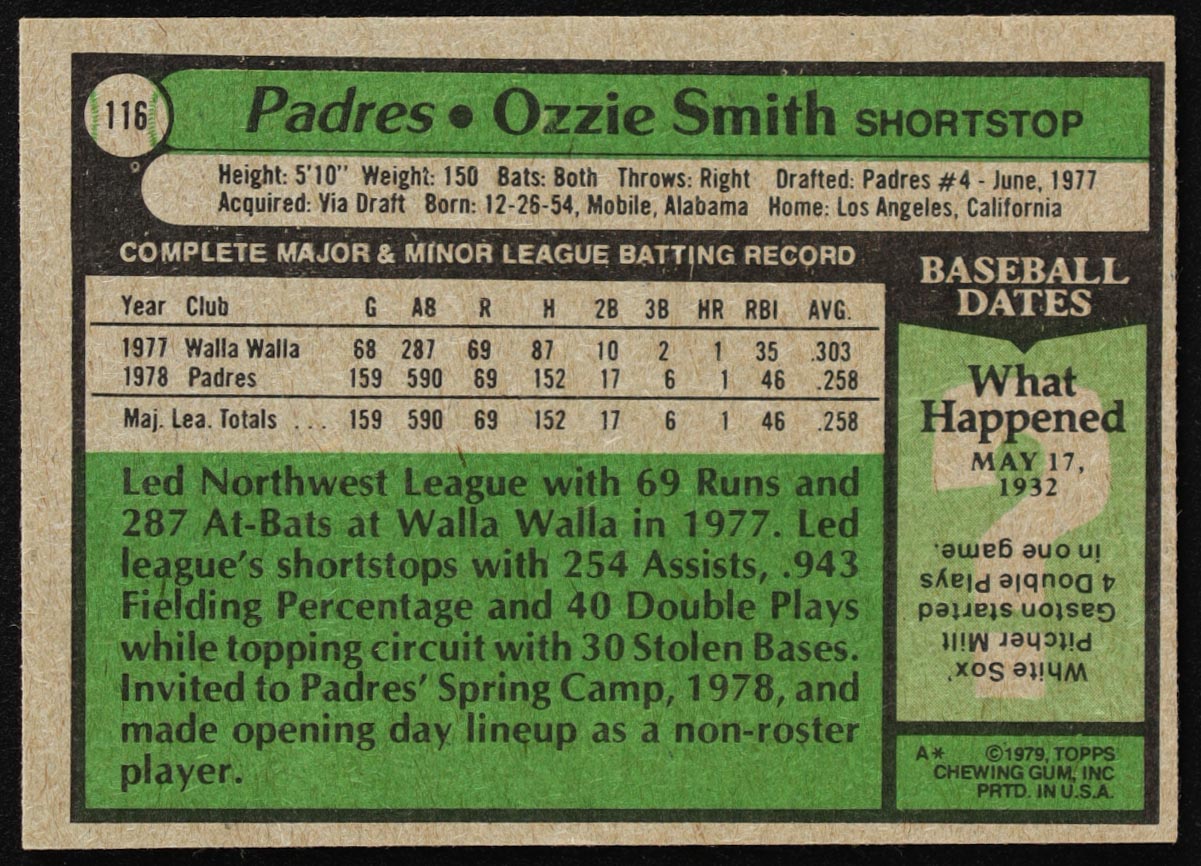 116
Padres • Ozzie Smith SHORTSTOP
Height: 5'10" Weight: 150 Bats: Both Throws: Right Drafted: Padres #4 - June, 1977
Acquired: Via Draft Born: 12-26-54, Mobile, Alabama Home: Los Angeles, California
COMPLETE MAJOR & MINOR LEAGUE BATTING RECORD
Year Club G AB R H 2B 3B HR RBI AVG.
1977 Walla Walla 68 287 69 87 10 2 1 35 .303
1978 Padres 159 590 69 152 17 6 1 46 .258
Maj. Lea. Totals ... 159 590 69 152 17 6 1 46 .258
Led Northwest League with 69 Runs and
287 At-Bats at Walla Walla in 1977. Led
league's shortstops with 254 Assists, .943
Fielding Percentage and 40 Double Plays
while topping circuit with 30 Stolen Bases.
Invited to Padres' Spring Camp, 1978, and
made opening day lineup as a non-roster
player.
BASEBALL
DATES
What
Happened
MAY 17,
1932
?
White Sox'
Pitcher Milt
Gaston started
4 Double Plays
in one game.
A* ©1979, TOPPS
CHEWING GUM, INC
PRTD. IN U.S.A.